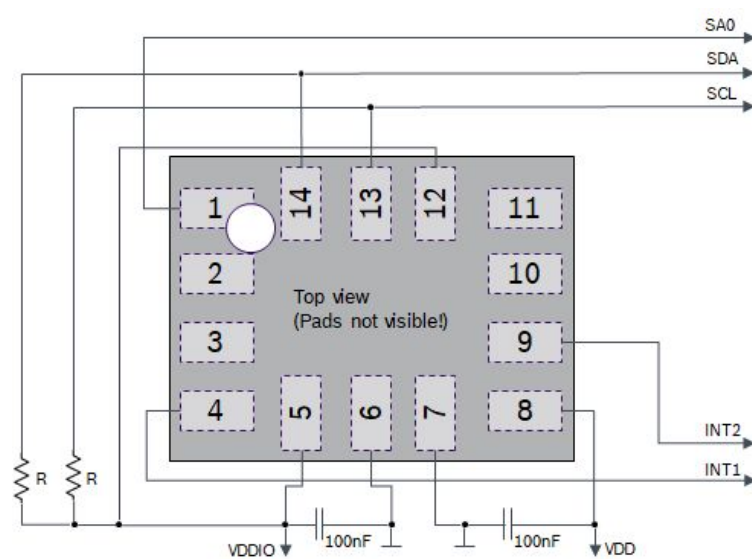 SA0
SDA
SCL
1
14
13
12
11
2
10
Top view
(Pads not visible!)
3
9
4
5
6
7
8
INT2
R
R
INT1
100nF
100nF
VDDIO
VDD